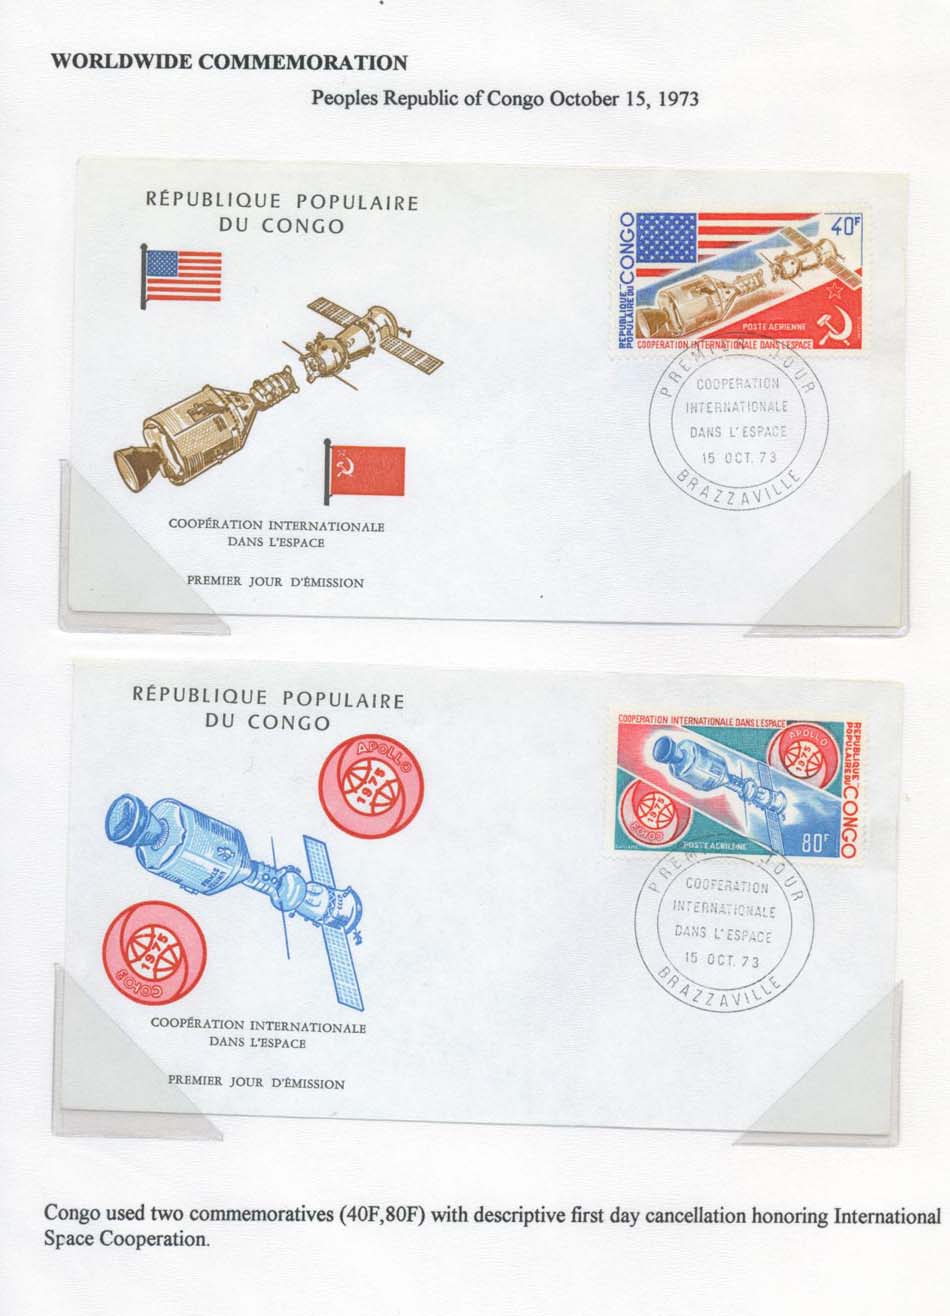 WORLDWIDE COMMEMORATION
Peoples Republic of Congo October 15, 1973
RÉPUBLIQUE POPULAIRE
DU CONGO
COOPÉRATION INTERNATIONALE
DANS L'ESPACE
PREMIER JOUR D'ÉMISSION
RÉPUBLIQUE
POPULAIRE DU CONGO
40F
POSTE AERIENNE
COOPERATION INTERNATIONALE DANS L'ESPACE
PREMIER JOUR
COOPERATION
INTERNATIONALE
DANS L'ESPACE
15 OCT. 73
BRAZZAVILLE
RÉPUBLIQUE POPULAIRE
DU CONGO
APOLLO
1975
1975
СОЮЗ
COOPÉRATION INTERNATIONALE
DANS L'ESPACE
PREMIER JOUR D'ÉMISSION
COOPERATION INTERNATIONALE DANS L'ESPACE
REPUBLIQUE
POPULAIRE DU CONGO
APOLLO
1975
1975
СОЮЗ
POSTE AERIENNE
80F
PREMIER JOUR
COOPERATION
INTERNATIONALE
DANS L'ESPACE
15 OCT. 73
BRAZZAVILLE
Congo used two commemoratives (40F,80F) with descriptive first day cancellation honoring International
Space Cooperation.